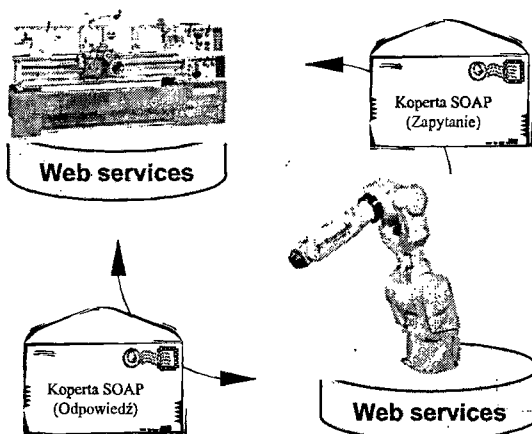 Koperta SOAP
(Zapytanie)
Web services
Koperta SOAP
(Odpowiedź)
Web services